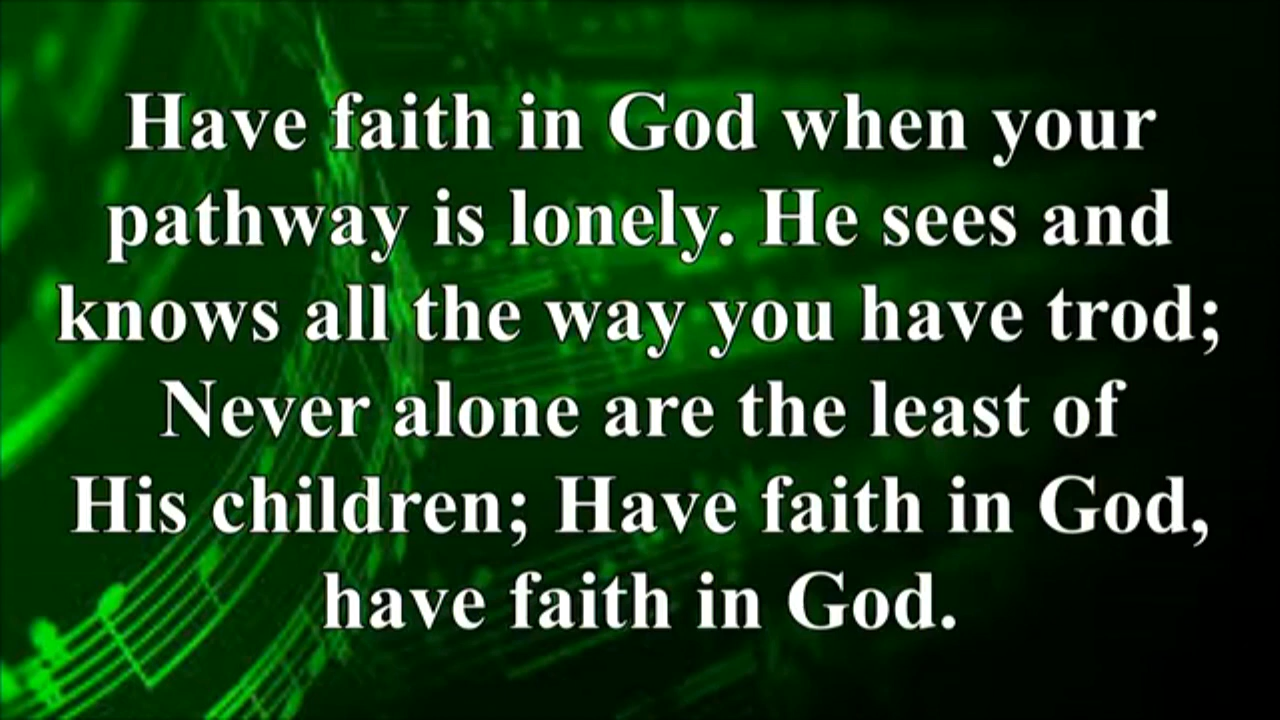 Have faith in God when your
pathway is lonely. He sees and
knows all the way you have trod;
Never alone are the least of
His children; Have faith in God,
have faith in God.